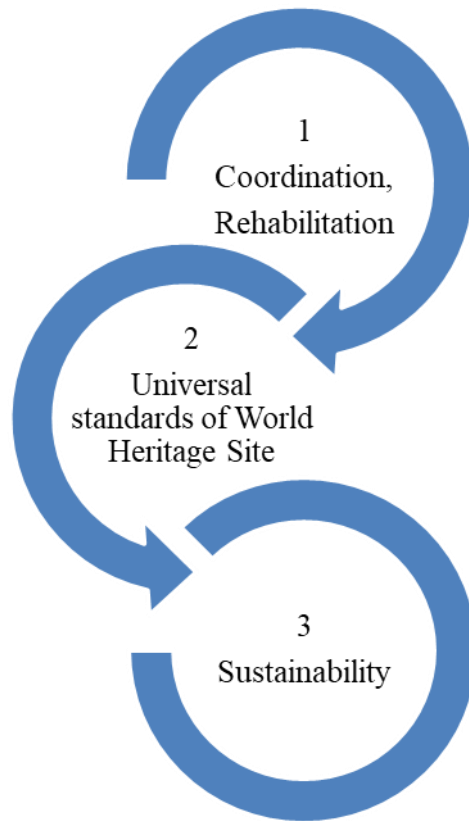 1
Coordination,
Rehabilitation
2
Universal
standards of World
Heritage Site
3
Sustainability